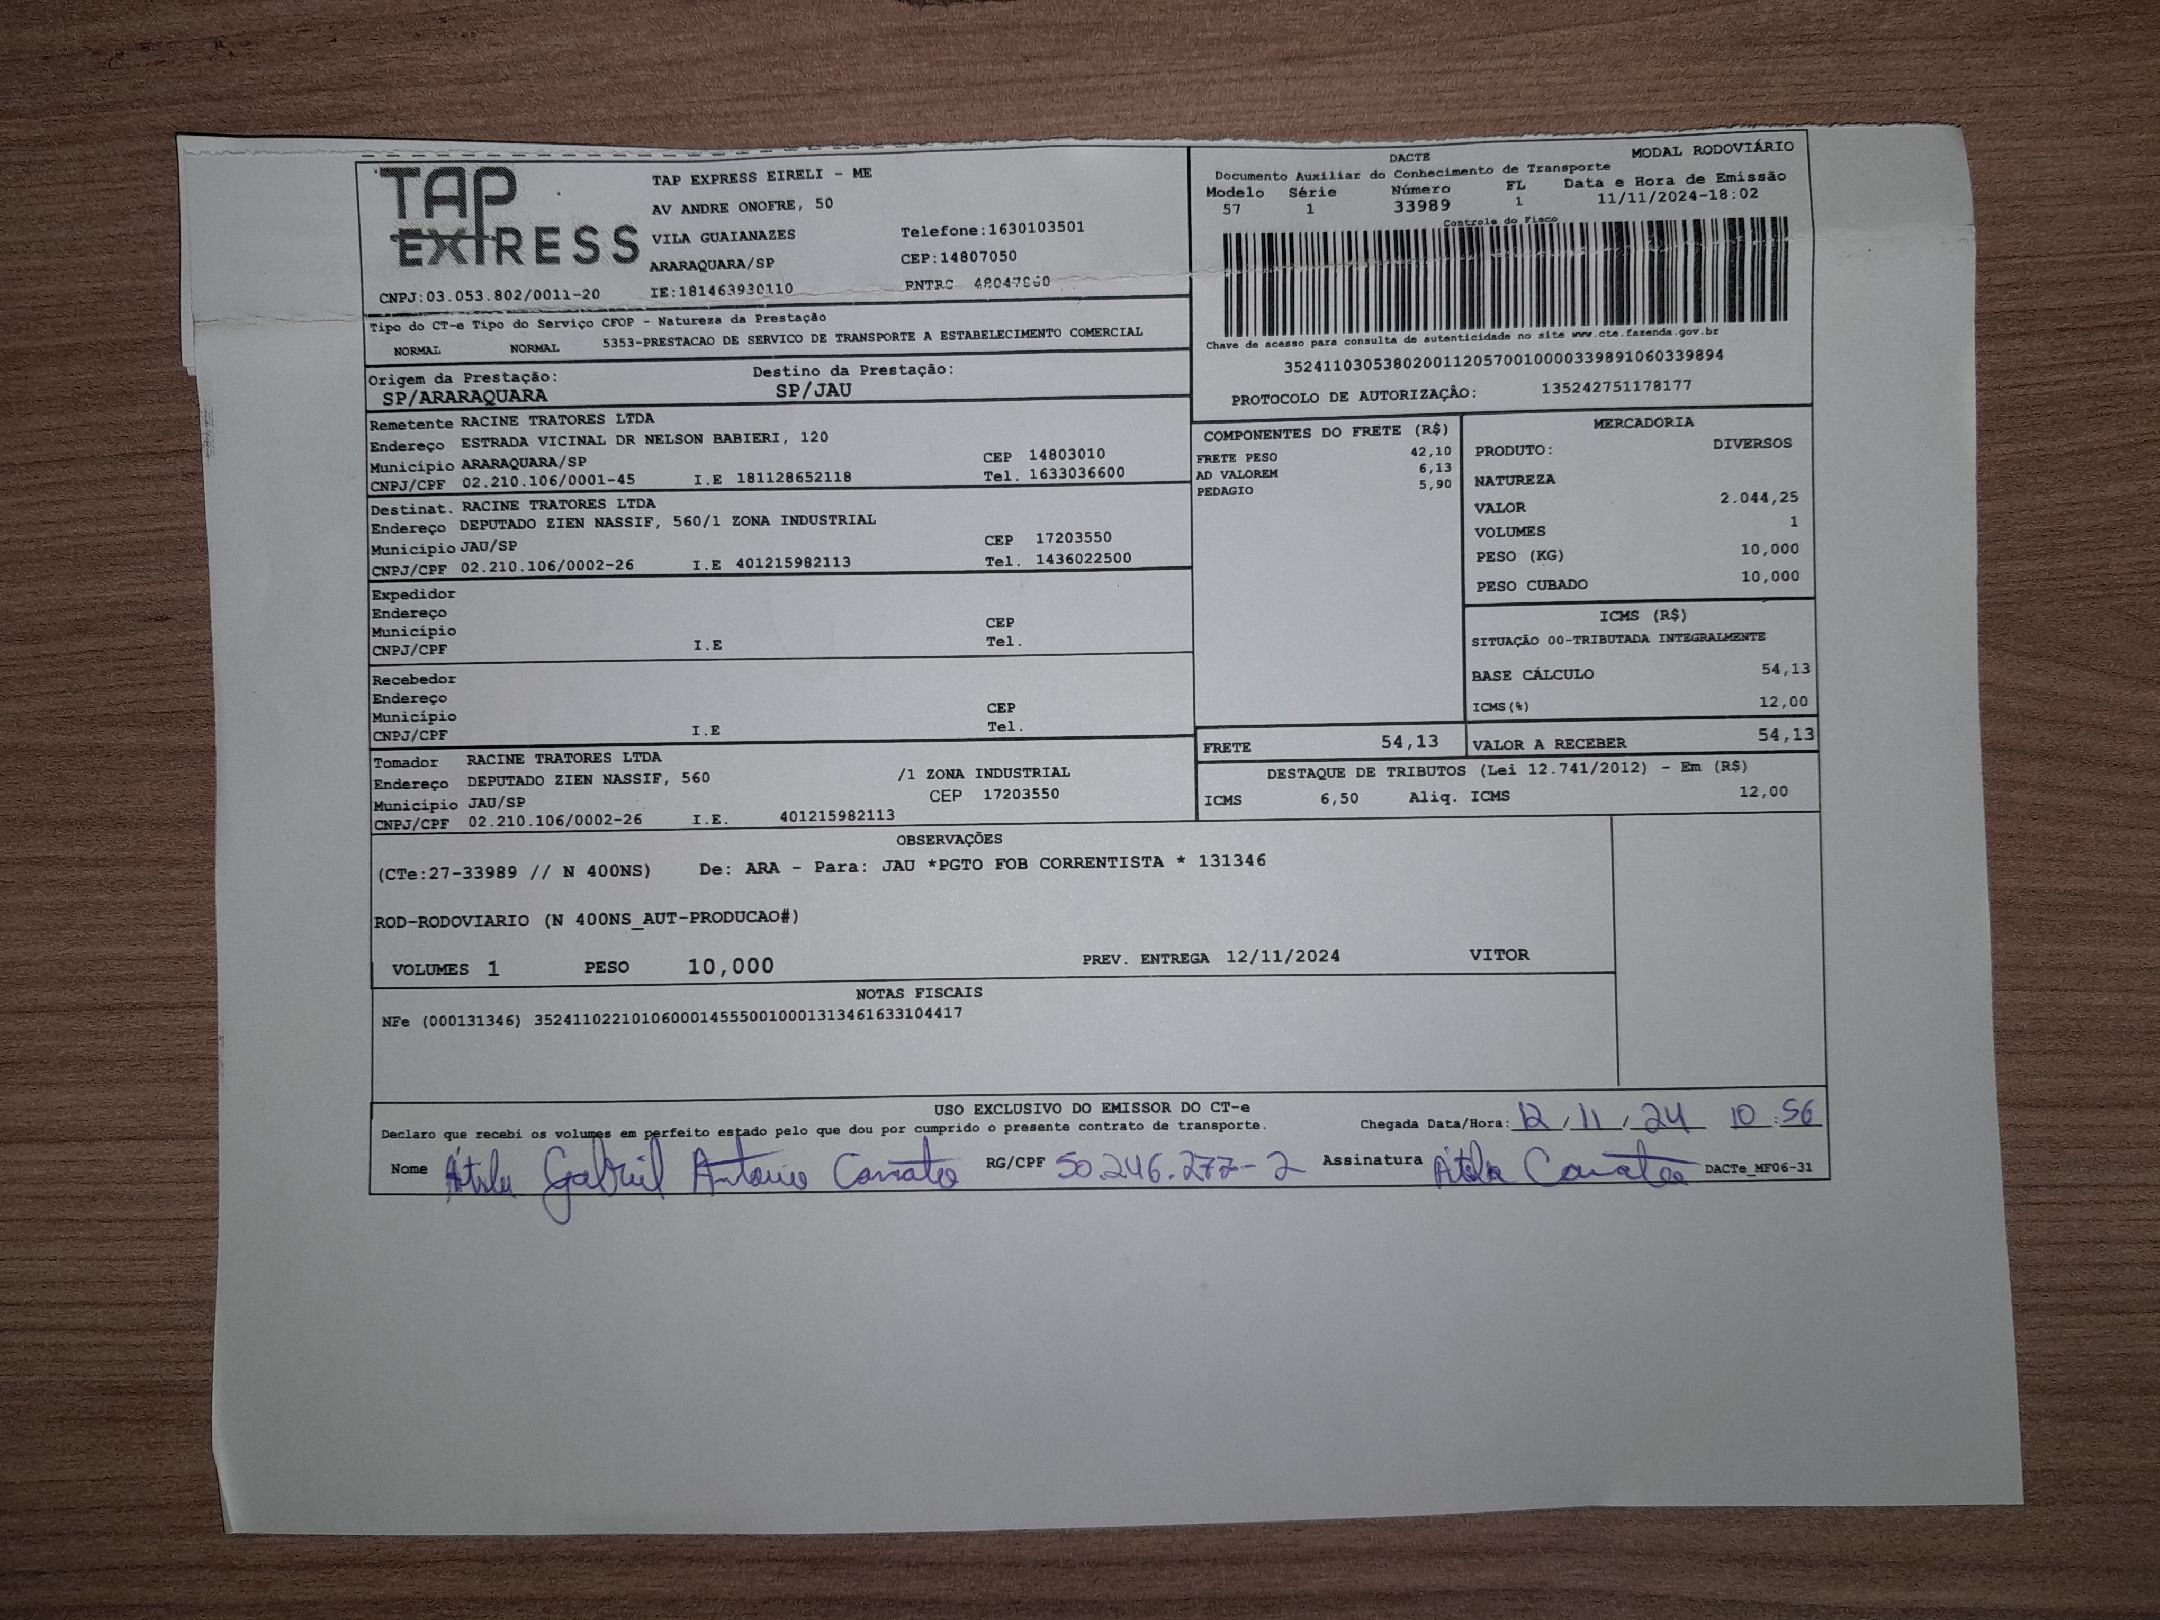 TAP
EXPRESS
TAP EXPRESS EIRELI - ME
AV ANDRE ONOFRE, 50
VILA GUAIANAZES Telefone:1630103501
ARARAQUARA/SP CEP:14807050
CNPJ:03.053.802/0011-20 IE:181463930110 RNTRC 48047060
DACTE MODAL RODOVIÁRIO
Documento Auxiliar do Conhecimento de Transporte
Modelo Série Número FL Data e Hora de Emissão
57 1 33989 1 11/11/2024-18:02
Controle do Fisco
Chave de acesso para consulta de autenticidade no site www.cte.fazenda.gov.br
35241103053802001120570010000339891060339894
PROTOCOLO DE AUTORIZAÇÂO: 135242751178177
Tipo do CT-e Tipo do Serviço CFOP - Natureza da Prestação
NORMAL NORMAL 5353-PRESTACAO DE SERVICO DE TRANSPORTE A ESTABELECIMENTO COMERCIAL
Origem da Prestação: Destino da Prestação:
SP/ARARAQUARA SP/JAU
Remetente RACINE TRATORES LTDA
Endereço ESTRADA VICINAL DR NELSON BABIERI, 120
Município ARARAQUARA/SP CEP 14803010
CNPJ/CPF 02.210.106/0001-45 I.E 181128652118 Tel. 1633036600
Destinat. RACINE TRATORES LTDA
Endereço DEPUTADO ZIEN NASSIF, 560/1 ZONA INDUSTRIAL
Município JAU/SP CEP 17203550
CNPJ/CPF 02.210.106/0002-26 I.E 401215982113 Tel. 1436022500
Expedidor
Endereço
Município CEP
CNPJ/CPF I.E Tel.
Recebedor
Endereço
Município CEP
CNPJ/CPF I.E Tel.
Tomador RACINE TRATORES LTDA
Endereço DEPUTADO ZIEN NASSIF, 560 /1 ZONA INDUSTRIAL
Município JAU/SP CEP 17203550
CNPJ/CPF 02.210.106/0002-26 I.E. 401215982113
COMPONENTES DO FRETE (R$)
FRETE PESO 42,10
AD VALOREM 6,13
PEDAGIO 5,90
MERCADORIA
PRODUTO: DIVERSOS
NATUREZA
VALOR 2.044,25
VOLUMES 1
PESO (KG) 10,000
PESO CUBADO 10,000
ICMS (R$)
SITUAÇÃO 00-TRIBUTADA INTEGRALMENTE
BASE CÁLCULO 54,13
ICMS(%) 12,00
FRETE 54,13 VALOR A RECEBER 54,13
DESTAQUE DE TRIBUTOS (Lei 12.741/2012) - Em (R$)
ICMS 6,50 Aliq. ICMS 12,00
OBSERVAÇÕES
(CTe:27-33989 // N 400NS) De: ARA - Para: JAU *PGTO FOB CORRENTISTA * 131346
ROD-RODOVIARIO (N 400NS_AUT-PRODUCAO#)
VOLUMES 1 PESO 10,000 PREV. ENTREGA 12/11/2024 VITOR
NOTAS FISCAIS
NFe (000131346) 35241102210106000145550010001313461633104417
USO EXCLUSIVO DO EMISSOR DO CT-e
Declaro que recebi os volumes em perfeito estado pelo que dou por cumprido o presente contrato de transporte. Chegada Data/Hora: 12/11/24 10:56
Nome Átila Gabriel Antonio RG/CPF 50.246.277-2 Assinatura Átila DACTe_MF06-31